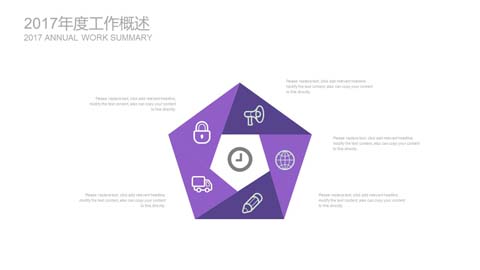 2017年度工作概述
2017 ANNUAL WORK SUMMARY
Please replace text, click add relevant headline,
modify the text content, also can copy your content
to this directly.
Please replace text, click add relevant headline,
modify the text content, also can copy your content
to this directly.
Please replace text, click add relevant headline,
modify the text content, also can copy your content
to this directly.
Please replace text, click add relevant headline,
modify the text content, also can copy your content
to this directly.
Please replace text, click add relevant headline,
modify the text content, also can copy your content
to this directly.